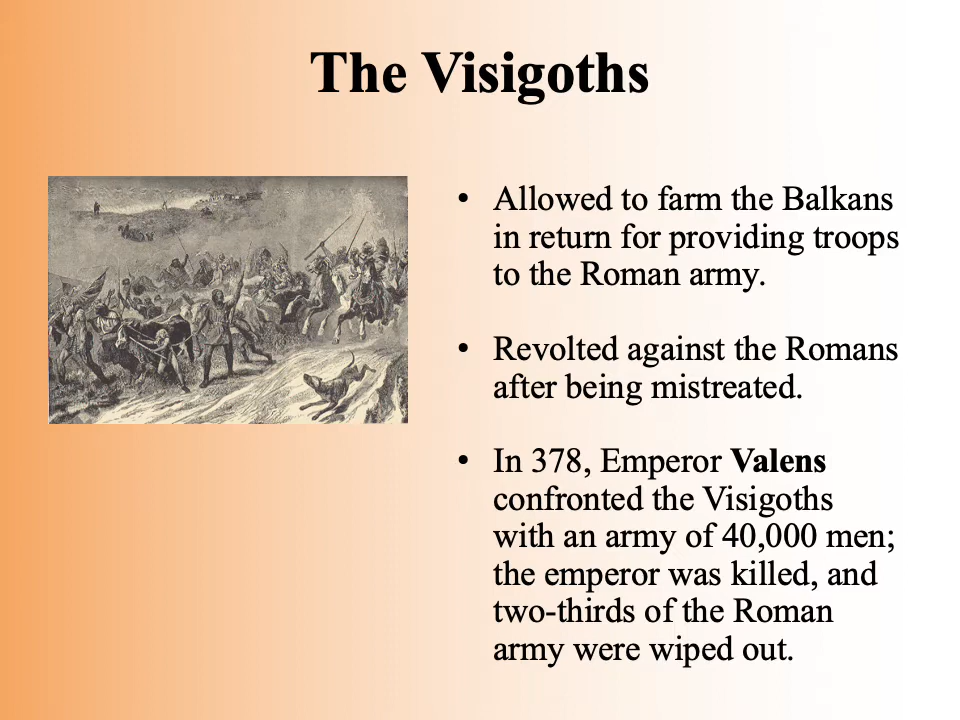 The Visigoths
• Allowed to farm the Balkans
in return for providing troops
to the Roman army.
• Revolted against the Romans
after being mistreated.
• In 378, Emperor Valens
confronted the Visigoths
with an army of 40,000 men;
the emperor was killed, and
two-thirds of the Roman
army were wiped out.